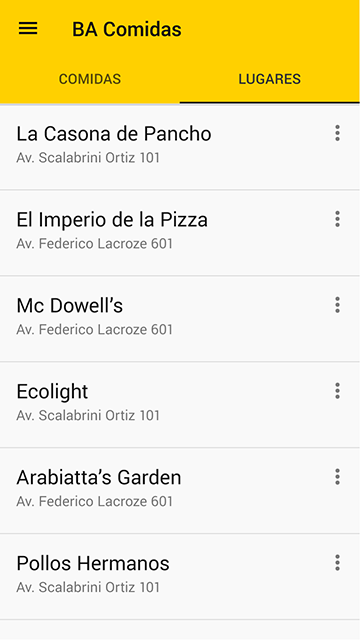 BA Comidas
COMIDAS
LUGARES
La Casona de Pancho
Av. Scalabrini Ortiz 101
El Imperio de la Pizza
Av. Federico Lacroze 601
Mc Dowell’s
Av. Federico Lacroze 601
Ecolight
Av. Scalabrini Ortiz 101
Arabiatta’s Garden
Av. Federico Lacroze 601
Pollos Hermanos
Av. Scalabrini Ortiz 101